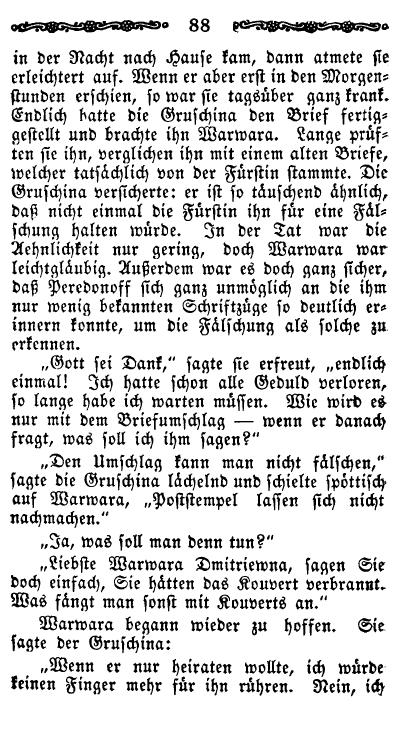 88
in der Nacht nach Hause kam, dann atmete sie
erleichtert auf. Wenn er aber erst in den Morgen-
stunden erschien, so war sie tagsüber ganz krank.
Endlich hatte die Gruschina den Brief fertig-
gestellt und brachte ihn Warwara. Lange prüf-
ten sie ihn, verglichen ihn mit einem alten Briefe,
welcher tatsächlich von der Fürstin stammte. Die
Gruschina versicherte: er ist so täuschend ähnlich,
daß nicht einmal die Fürstin ihn für eine Fäl-
schung halten würde. In der Tat war die
Aehnlichkeit nur gering, doch Warwara war
leichtgläubig. Außerdem war es doch ganz sicher,
daß Peredonoff sich ganz unmöglich an die ihm
nur wenig bekannten Schriftzüge so deutlich er-
innern konnte, um die Fälschung als solche zu
erkennen.
„Gott sei Dank,“ sagte sie erfreut, „endlich
einmal! Ich hatte schon alle Geduld verloren,
so lange habe ich warten müssen. Wie wird es
nur mit dem Briefumschlag — wenn er danach
fragt, was soll ich ihm sagen?“
„Den Umschlag kann man nicht fälschen,“
sagte die Gruschina lächelnd und schielte spöttisch
auf Warwara, „Poststempel lassen sich nicht
nachmachen.“
„Ja, was soll man denn tun?“
„Liebste Warwara Dmitriewna, sagen Sie
doch einfach, Sie hätten das Kouvert verbrannt.
Was fängt man sonst mit Kouverts an.“
Warwara begann wieder zu hoffen. Sie
sagte der Gruschina:
„Wenn er nur heiraten wollte, ich würde
keinen Finger mehr für ihn rühren. Nein, ich